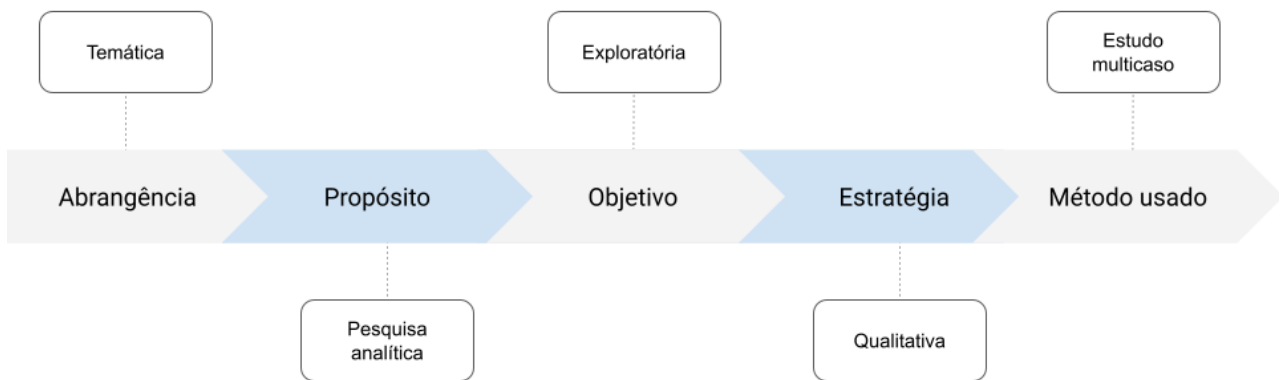 Temática
Exploratória
Estudo
multicaso
Abrangência
Propósito
Objetivo
Estratégia
Método usado
Pesquisa
analítica
Qualitativa